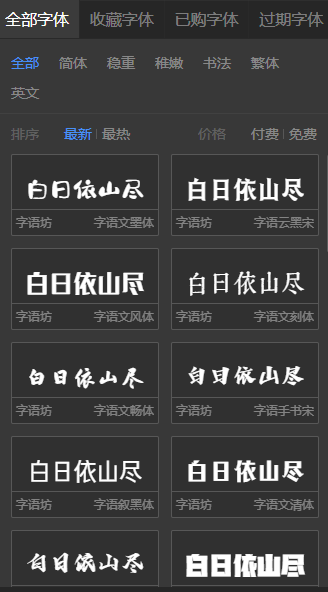 全部字体 收藏字体 已购字体 过期字体
全部 简体 稳重 稚嫩 书法 繁体
英文
排序 最新 | 最热 价格 付费 | 免费
白日依山尽 白日依山尽
字语坊 字语文墨体 字语坊 字语云黑宋
白日依山尽 白日依山尽
字语坊 字语文风体 字语坊 字语文刻体
白日依山尽 白日依山尽
字语坊 字语文畅体 字语坊 字语手书宋
白日依山尽 白日依山尽
字语坊 字语叙黑体 字语坊 字语文清体
白日依山尽 白日依山尽